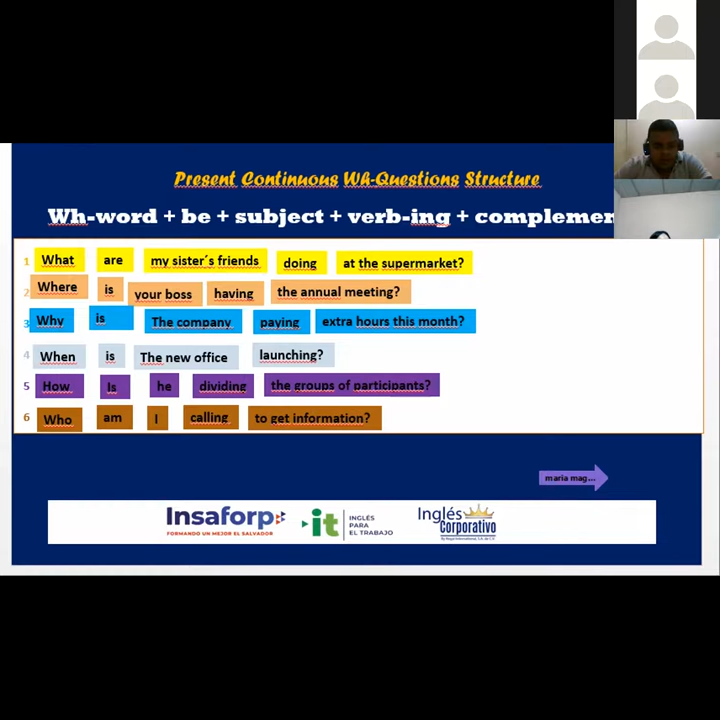 Present Continuous Wh-Questions Structure
Wh-word + be + subject + verb-ing + complemen
1 What are my sister´s friends doing at the supermarket?
2 Where is your boss having the annual meeting?
3 Why is The company paying extra hours this month?
4 When is The new office launching?
5 How Is he dividing the groups of participants?
6 Who am I calling to get information?
maria mag...
Insaforp
FORMANDO UN MEJOR EL SALVADOR
it
INGLÉS
PARA
EL TRABAJO
Inglés
Corporativo